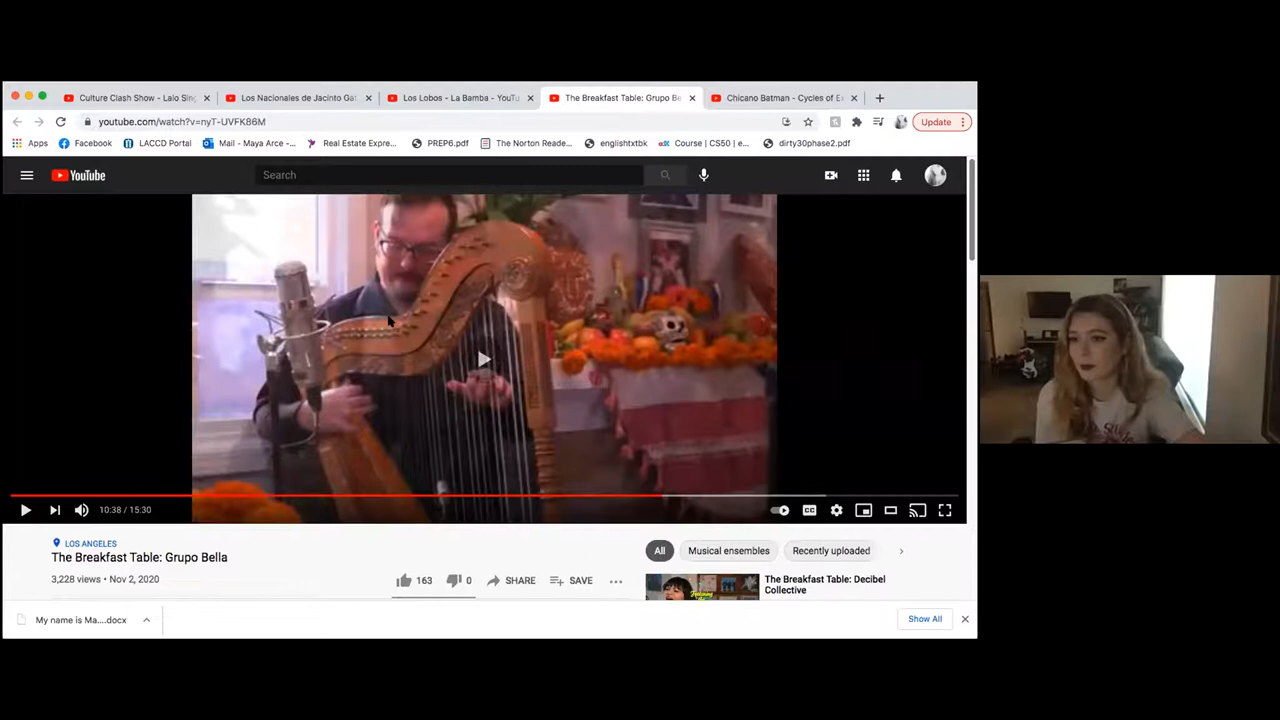 Culture Clash Show - Lalo Sin
Los Nacionales de Jacinto Ga
Los Lobos - La Bamba - YouTu
The Breakfast Table: Grupo Be
Chicano Batman - Cycles of E
youtube.com/watch?v=nyT-UVFK86M
Update
Apps
Facebook
LACCD Portal
Mail - Maya Arce -...
Real Estate Expre...
PREP6.pdf
The Norton Reade...
englishtxtbk
Course | CS50 | e...
dirty30phase2.pdf
YouTube
Search
10:38 / 15:30
CC
LOS ANGELES
The Breakfast Table: Grupo Bella
3,228 views • Nov 2, 2020
163
0
SHARE
SAVE
All
Musical ensembles
Recently uploaded
The Breakfast Table: Decibel
Collective
My name is Ma....docx
Show All